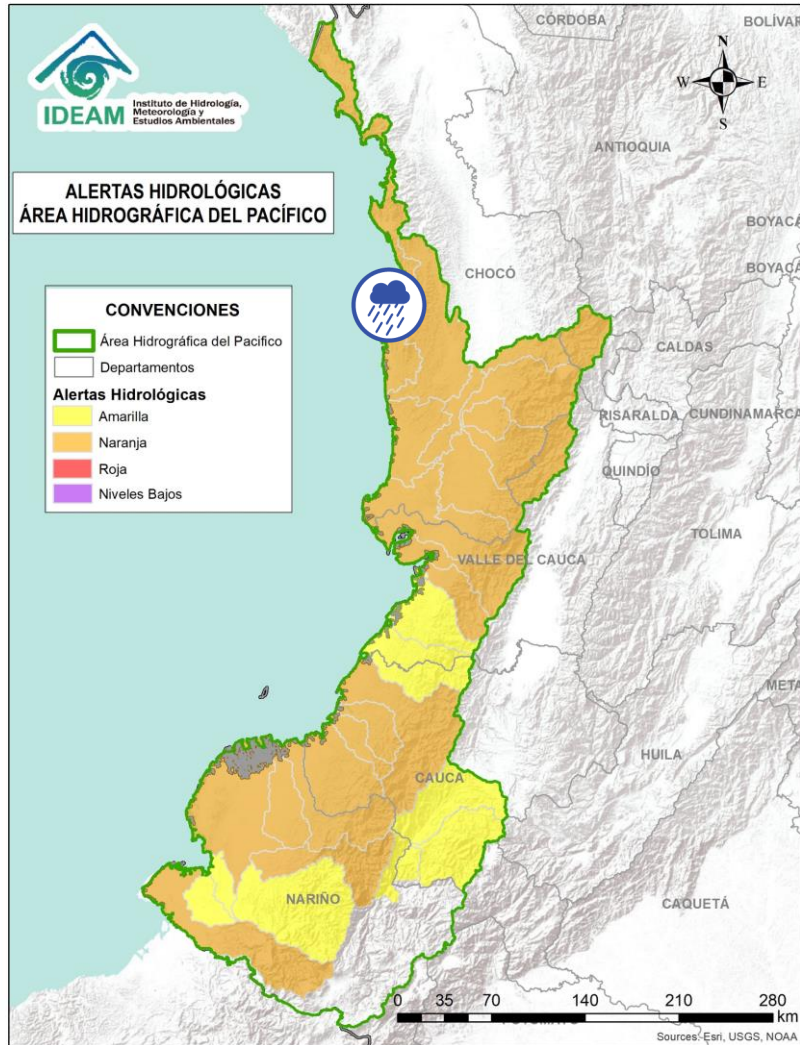 IDEAM
Instituto de Hidrología,
Meteorología y
Estudios Ambientales
ALERTAS HIDROLÓGICAS
ÁREA HIDROGRÁFICA DEL PACÍFICO
CONVENCIONES
Área Hidrográfica del Pacifico
Departamentos
Alertas Hidrológicas
Amarilla
Naranja
Roja
Niveles Bajos
N
W E
S
CÓRDOBA
BOLÍVAR
ANTIOQUIA
BOYACÁ
BOYACÁ
CHOCÓ
CALDAS
RISARALDA
CUNDINAMARCA
QUINDÍO
TOLIMA
VALLE DEL CAUCA
META
HUILA
CAUCA
NARIÑO
CAQUETÁ
0 35 70 140 210 280
km
Sources: Esri, USGS, NOAA